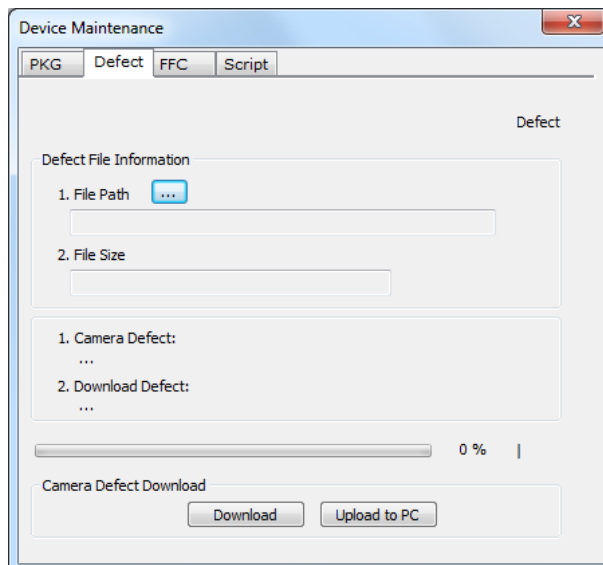 Device Maintenance
PKG Defect FFC Script
Defect
Defect File Information
1. File Path ...
2. File Size
1. Camera Defect:
...
2. Download Defect:
...
0 % |
Camera Defect Download
Download Upload to PC